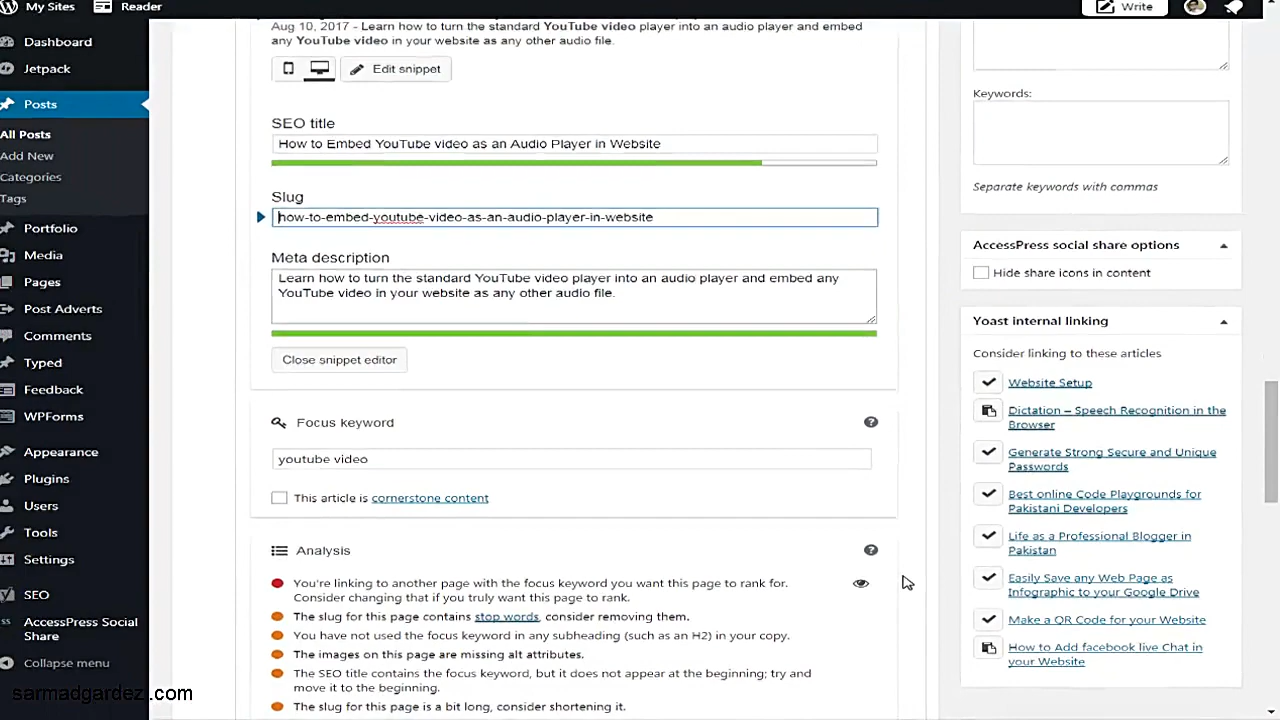 My Sites
Reader
Write
Dashboard
Jetpack
Posts
All Posts
Add New
Categories
Tags
Portfolio
Media
Pages
Post Adverts
Comments
Typed
Feedback
WPForms
Appearance
Plugins
Users
Tools
Settings
SEO
AccessPress Social
Share
Collapse menu
sarmadgardez.com
Aug 10, 2017 - Learn how to turn the standard YouTube video player into an audio player and embed
any YouTube video in your website as any other audio file.
Edit snippet
SEO title
How to Embed YouTube video as an Audio Player in Website
Slug
how-to-embed-youtube-video-as-an-audio-player-in-website
Meta description
Learn how to turn the standard YouTube video player into an audio player and embed any
YouTube video in your website as any other audio file.
Close snippet editor
Focus keyword
youtube video
This article is cornerstone content
Analysis
You're linking to another page with the focus keyword you want this page to rank for.
Consider changing that if you truly want this page to rank.
The slug for this page contains stop words, consider removing them.
You have not used the focus keyword in any subheading (such as an H2) in your copy.
The images on this page are missing alt attributes.
The SEO title contains the focus keyword, but it does not appear at the beginning; try and
move it to the beginning.
The slug for this page is a bit long, consider shortening it.
Keywords:
Separate keywords with commas
AccessPress social share options
Hide share icons in content
Yoast internal linking
Consider linking to these articles
Website Setup
Dictation – Speech Recognition in the
Browser
Generate Strong Secure and Unique
Passwords
Best online Code Playgrounds for
Pakistani Developers
Life as a Professional Blogger in
Pakistan
Easily Save any Web Page as
Infographic to your Google Drive
Make a QR Code for your Website
How to Add facebook live Chat in
your Website